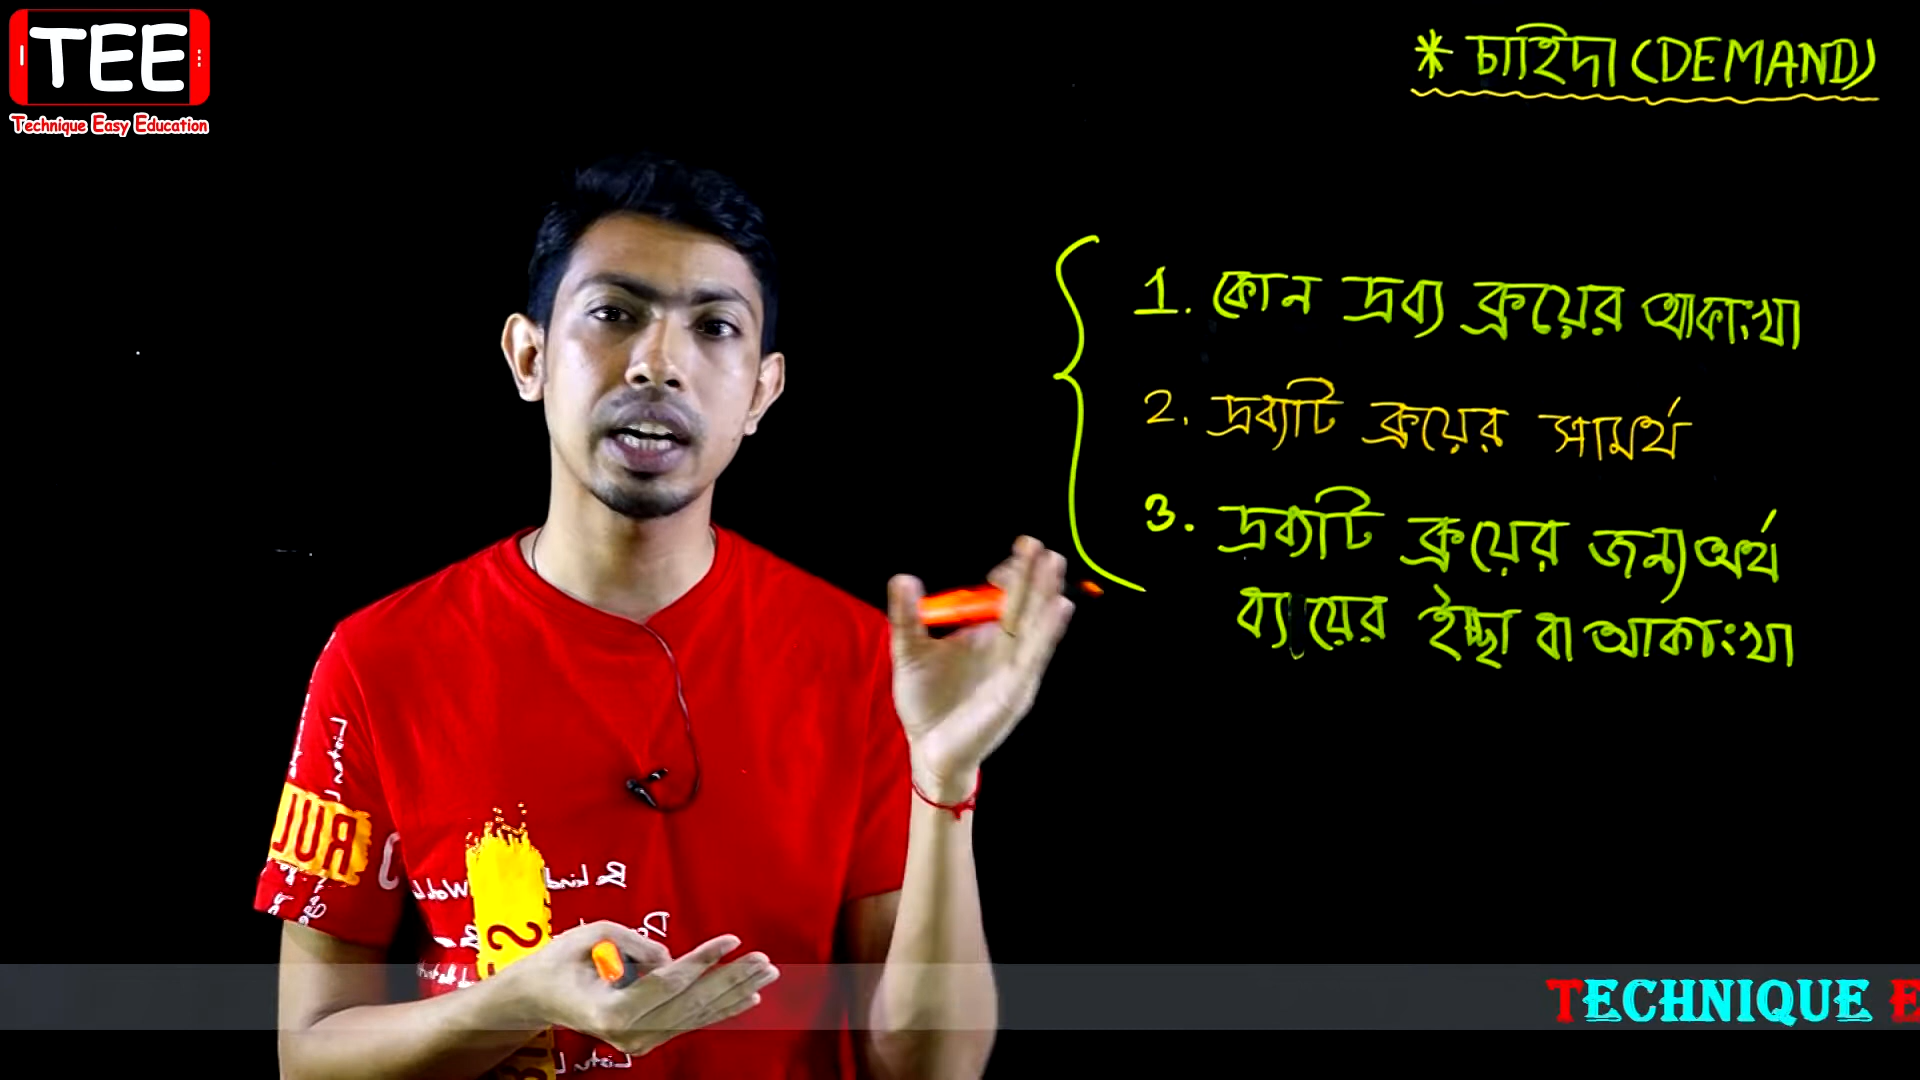 TEE
Technique Easy Education
* চাহিদা (DEMAND)
1. কোন দ্রব্য ক্রয়ের আকাংখা
2. দ্রব্যটি ক্রয়ের সামর্থ
3. দ্রব্যটি ক্রয়ের জন্য অর্থ
ব্যয়ের ইচ্ছা বা আকাংখা
TECHNIQUE E